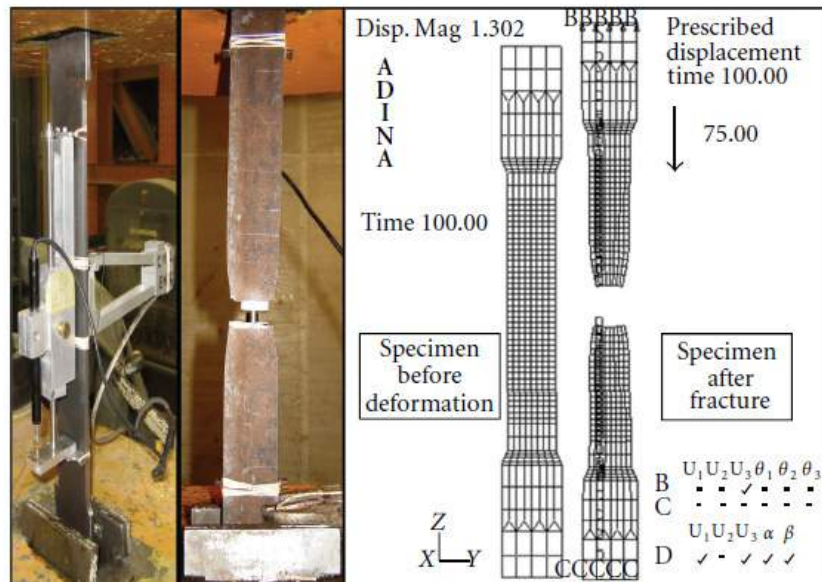 Disp. Mag 1.302
A
D
I
N
A
Time 100.00
BBBBBB
Prescribed
displacement
time 100.00
75.00
Specimen
before
deformation
Specimen
after
fracture
U₁ U₂ U₃ θ₁ θ₂ θ₃
B - - ✓ - - -
C - - - - - -
U₁ U₂ U₃ α β
D ✓ - ✓ ✓ ✓
Z
X Y
CCCCC